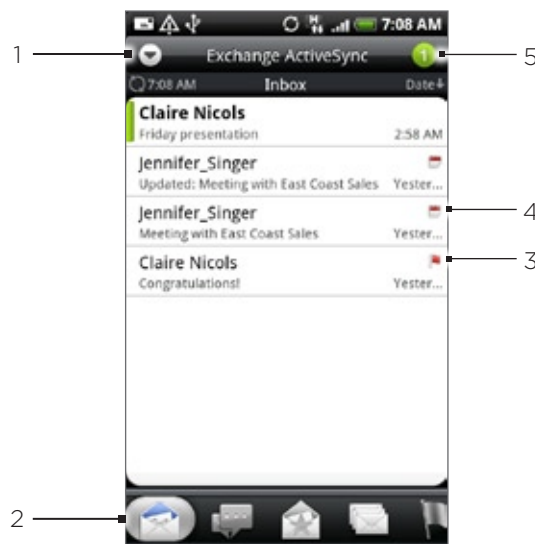 7:08 AM
1
Exchange ActiveSync
1
5
7:08 AM Inbox Date
Claire Nicols
Friday presentation 2:58 AM
Jennifer_Singer
Updated: Meeting with East Coast Sales Yester...
Jennifer_Singer
4
Meeting with East Coast Sales Yester...
Claire Nicols
3
Congratulations! Yester...
2